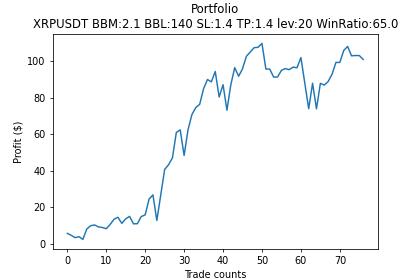 Portfolio
XRPUSDT BBM:2.1 BBL:140 SL:1.4 TP:1.4 lev:20 WinRatio:65.0
Profit ($)
100
80
60
40
20
0
0 10 20 30 40 50 60 70
Trade counts